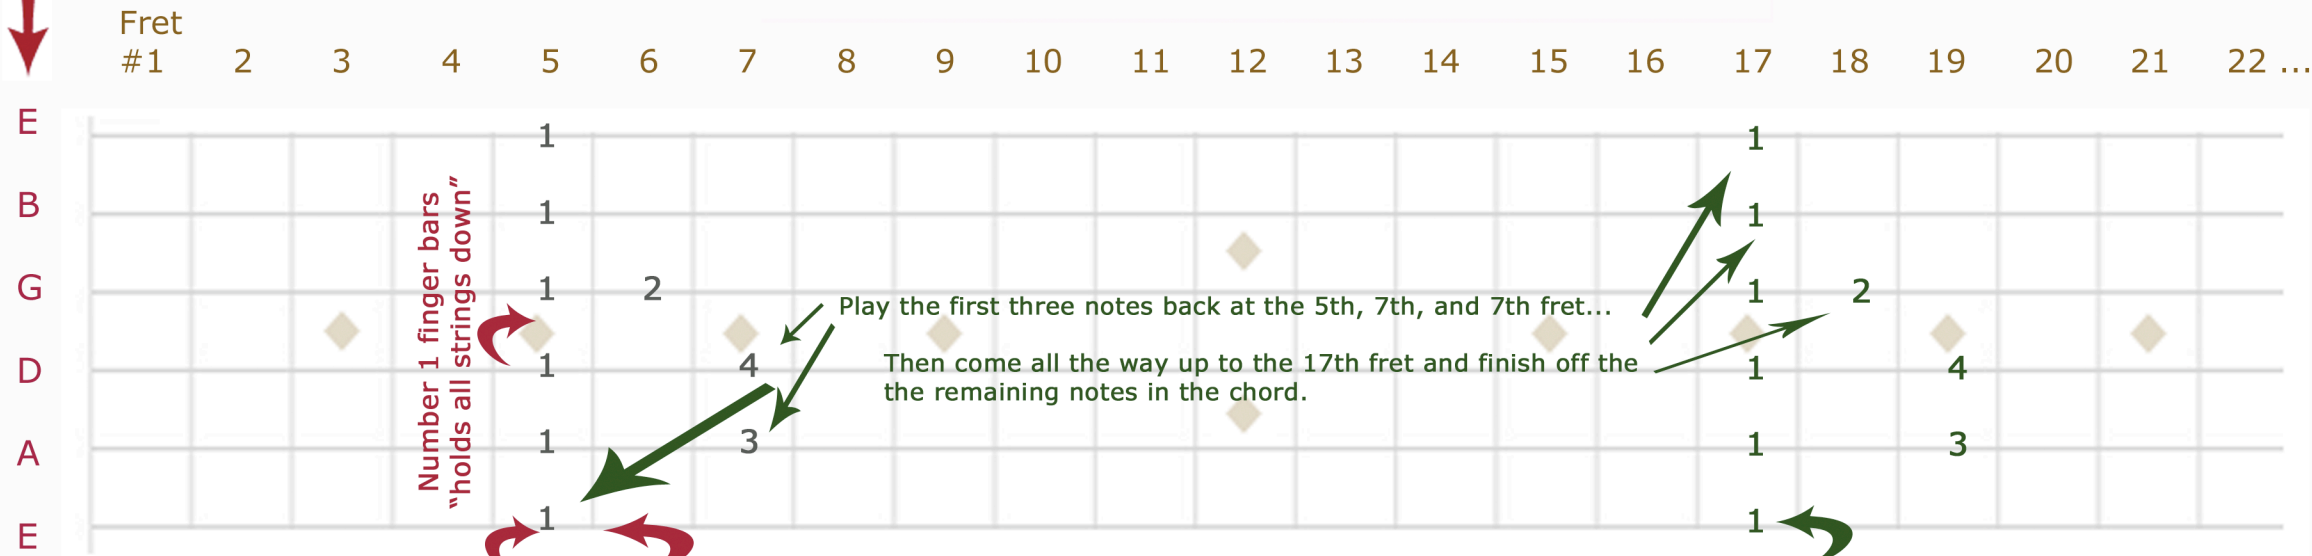 Fret
#1 2 3 4 5 6 7 8 9 10 11 12 13 14 15 16 17 18 19 20 21 22 ...
E 1 1
B 1 1
G 1 2 1 2
D 1 4 1 4
A 1 3 1 3
E 1 1
Number 1 finger bars
“holds all strings down”
Play the first three notes back at the 5th, 7th, and 7th fret...
Then come all the way up to the 17th fret and finish off the
the remaining notes in the chord.